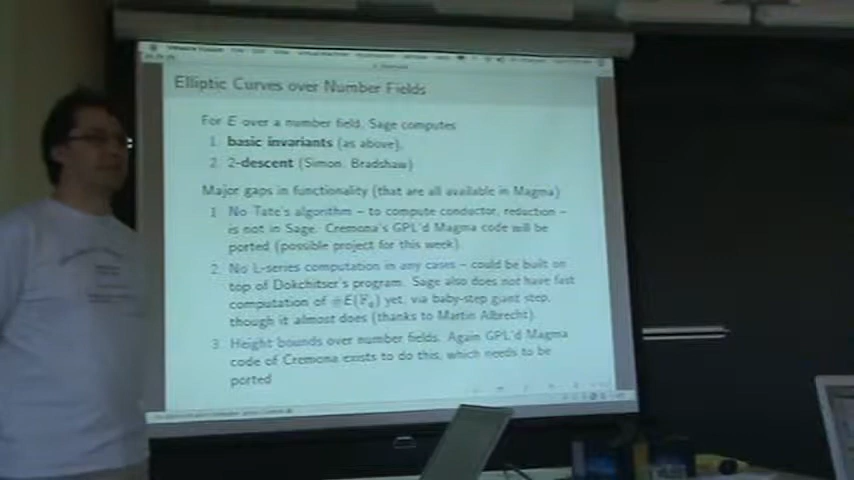 Elliptic Curves over Number Fields
For E over a number field, Sage computes
1. basic invariants (as above),
2. 2-descent (Simon, Bradshaw)
Major gaps in functionality (that are all available in Magma)
1. No Tate's algorithm – to compute conductor, reduction –
is not in Sage. Cremona's GPL'd Magma code will be
ported (possible project for this week).
2. No L-series computation in any cases – could be built on
top of Dokchitser's program. Sage also does not have fast
computation of #E(F_q) yet, via baby-step giant step,
though it almost does (thanks to Martin Albrecht).
3. Height bounds over number fields. Again GPL'd Magma
code of Cremona exists to do this, which needs to be
ported